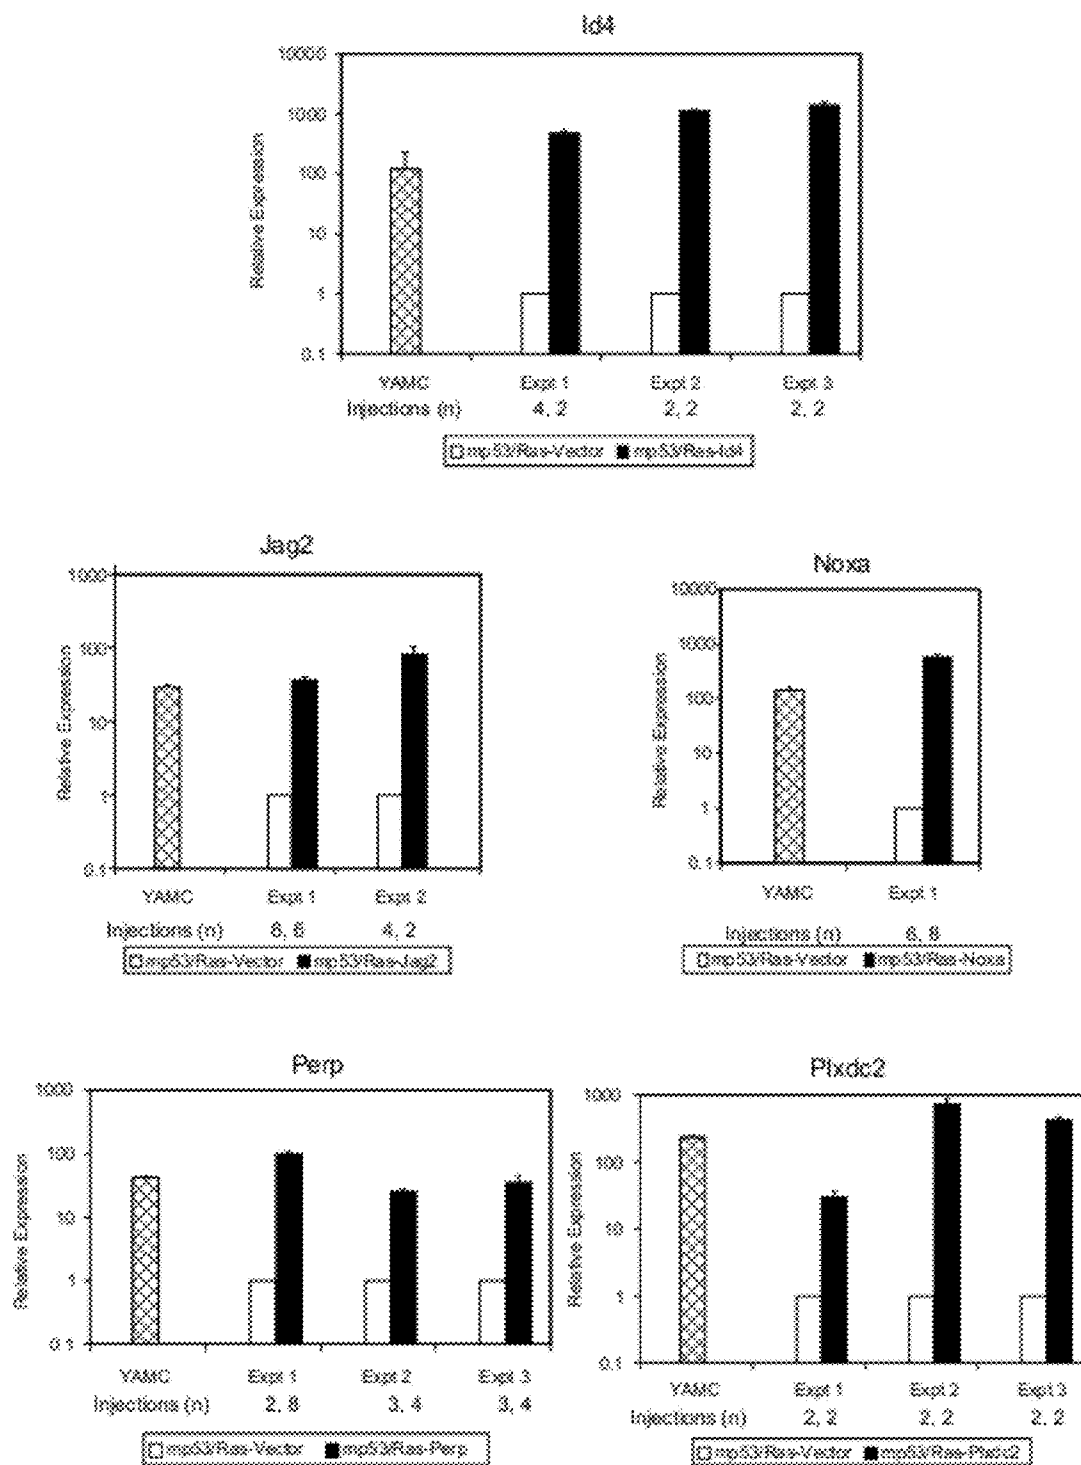 Id4
10000
1000
100
10
1
0.1
Relative Expression
YAMC Expt 1 Expt 2 Expt 3
Injections (n) 4, 2 2, 2 2, 2
mp53/Ras-Vector mp53/Ras-Id4
Jag2
1000
100
10
1
0.1
Relative Expression
YAMC Expt 1 Expt 2
Injections (n) 6, 6 4, 2
mp53/Ras-Vector mp53/Ras-Jag2
Noxa
10000
1000
100
10
1
0.1
Relative Expression
YAMC Expt 1
Injections (n) 6, 8
mp53/Ras-Vector mp53/Ras-Noxa
Perp
1000
100
10
1
0.1
Relative Expression
YAMC Expt 1 Expt 2 Expt 3
Injections (n) 2, 8 3, 4 3, 4
mp53/Ras-Vector mp53/Ras-Perp
Plxdc2
1000
100
10
1
0.1
Relative Expression
YAMC Expt 1 Expt 2 Expt 3
Injections (n) 2, 2 2, 2 2, 2
mp53/Ras-Vector mp53/Ras-Plxdc2